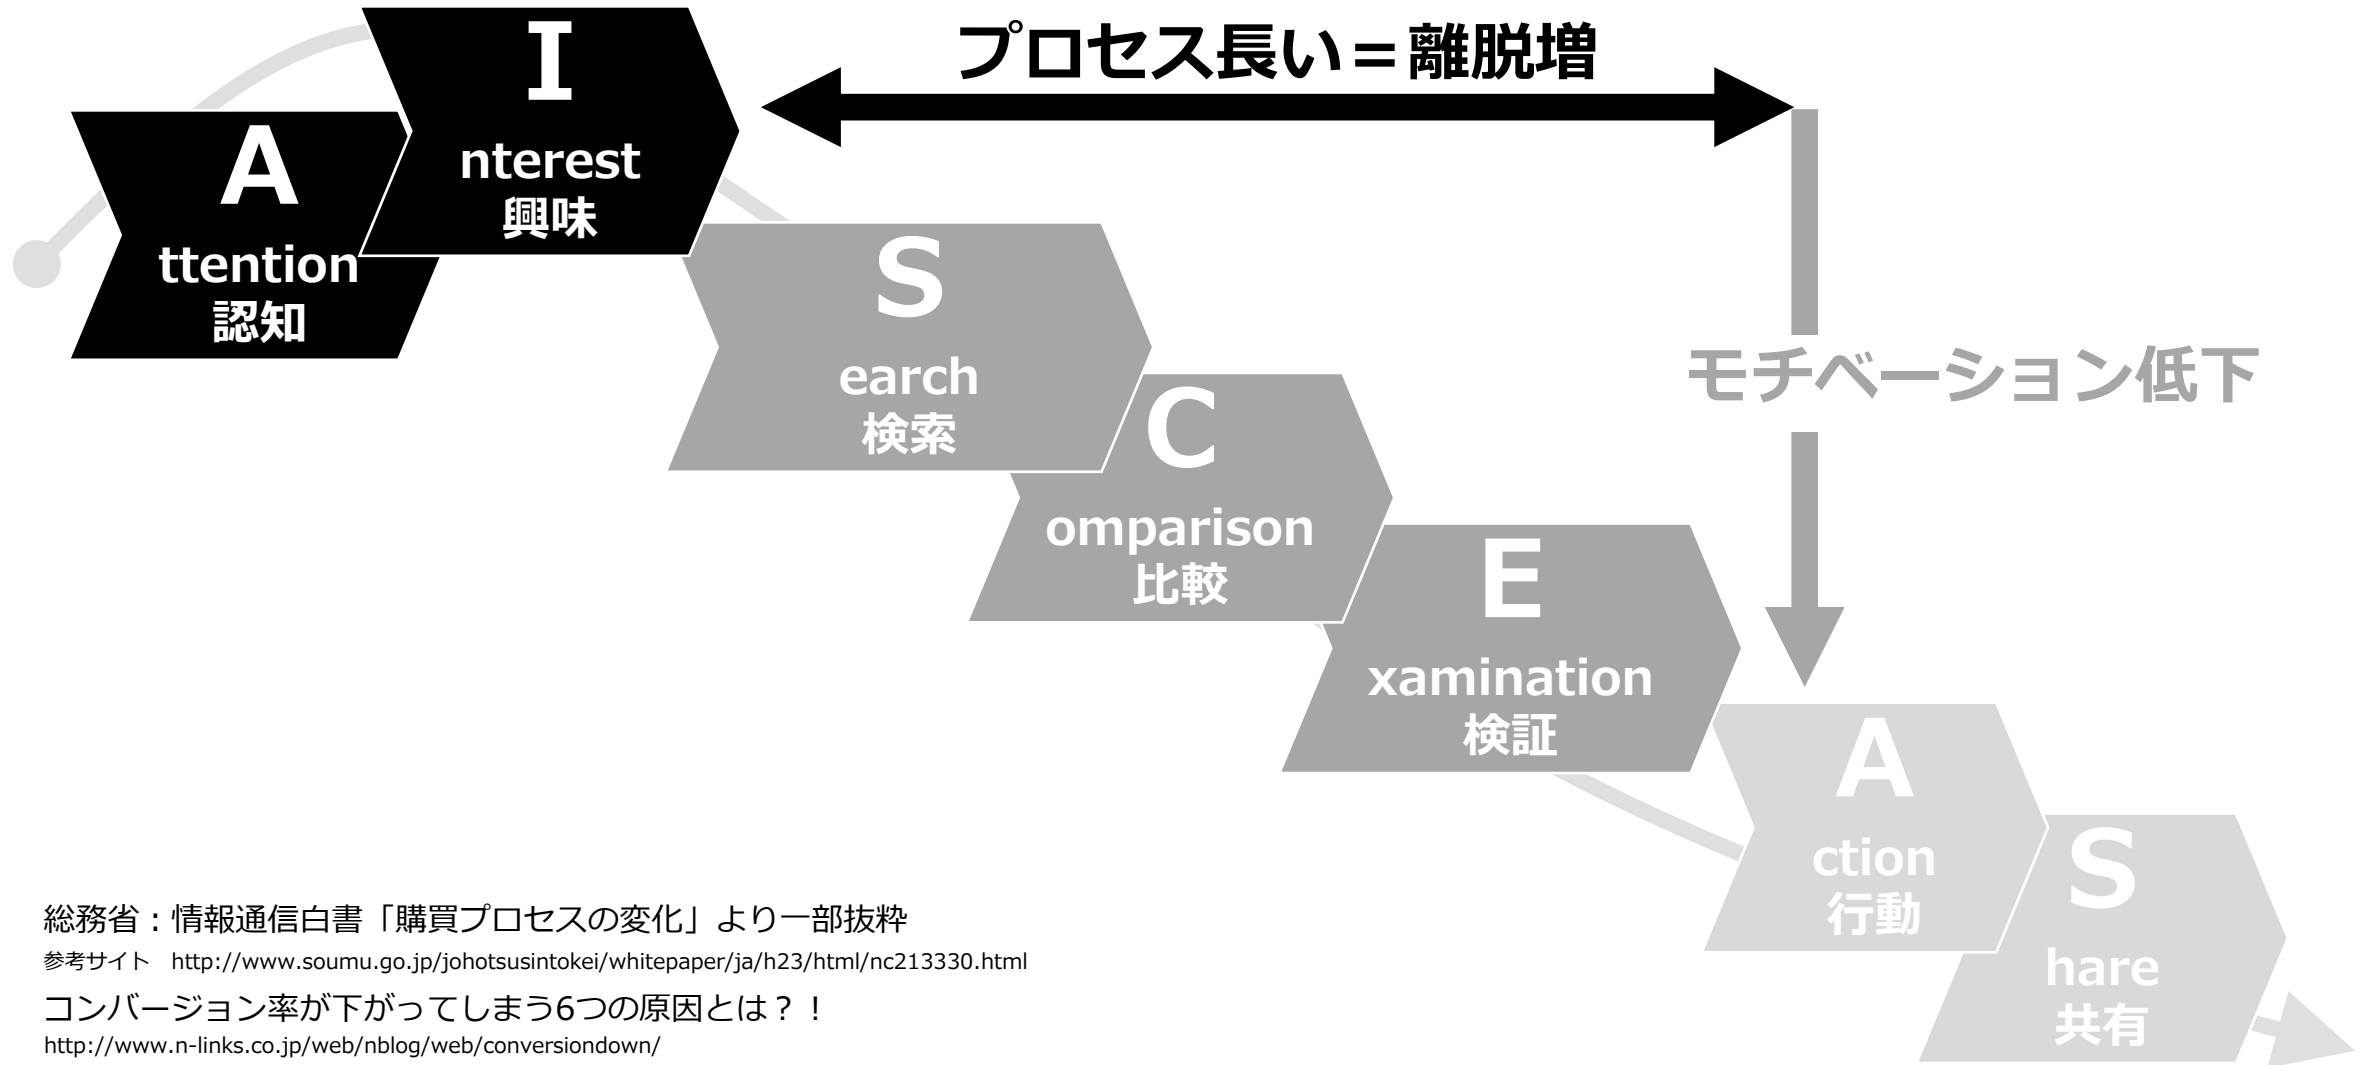 プロセス長い＝離脱増
I
nterest
興味
A
ttention
認知
S
earch
検索
モチベーション低下
C
omparison
比較
E
xamination
検証
A
ction
行動
S
hare
共有
総務省：情報通信白書「購買プロセスの変化」より一部抜粋
参考サイト　http://www.soumu.go.jp/johotsusintokei/whitepaper/ja/h23/html/nc213330.html
コンバージョン率が下がってしまう6つの原因とは？！
http://www.n-links.co.jp/web/nblog/web/conversiondown/